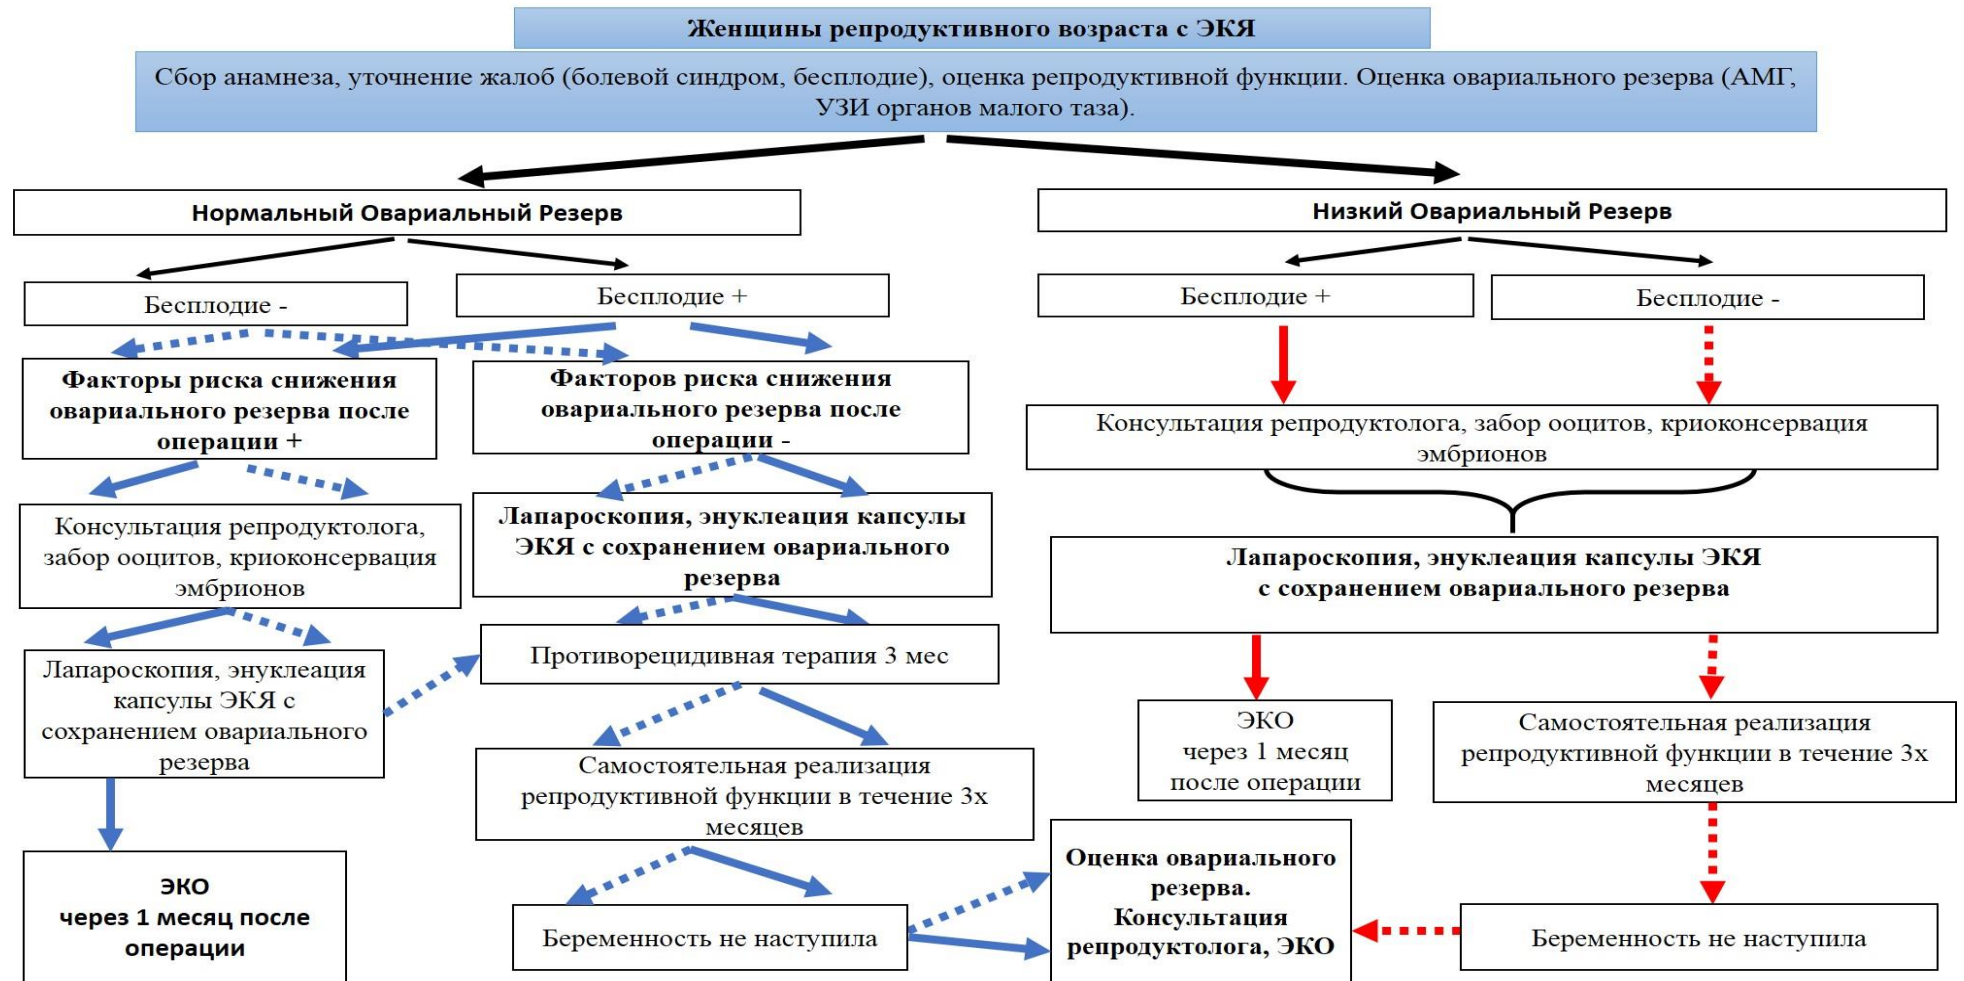 Женщины репродуктивного возраста с ЭКЯ
Сбор анамнеза, уточнение жалоб (болевой синдром, бесплодие), оценка репродуктивной функции. Оценка овариального резерва (АМГ,
УЗИ органов малого таза).
Нормальный Овариальный Резерв
Низкий Овариальный Резерв
Бесплодие -
Бесплодие +
Бесплодие +
Бесплодие -
Факторы риска снижения
овариального резерва после
операции +
Факторов риска снижения
овариального резерва после
операции -
Консультация репродуктолога, забор ооцитов, криоконсервация
эмбрионов
Консультация репродуктолога,
забор ооцитов, криоконсервация
эмбрионов
Лапароскопия, энуклеация капсулы
ЭКЯ с сохранением овариального
резерва
Лапароскопия, энуклеация капсулы ЭКЯ
с сохранением овариального резерва
Лапароскопия, энуклеация
капсулы ЭКЯ с
сохранением овариального
резерва
Противорецидивная терапия 3 мес
ЭКО
через 1 месяц
после операции
Самостоятельная реализация
репродуктивной функции в течение 3х
месяцев
Самостоятельная реализация
репродуктивной функции в течение 3х
месяцев
ЭКО
через 1 месяц после
операции
Беременность не наступила
Оценка овариального
резерва.
Консультация
репродуктолога, ЭКО
Беременность не наступила